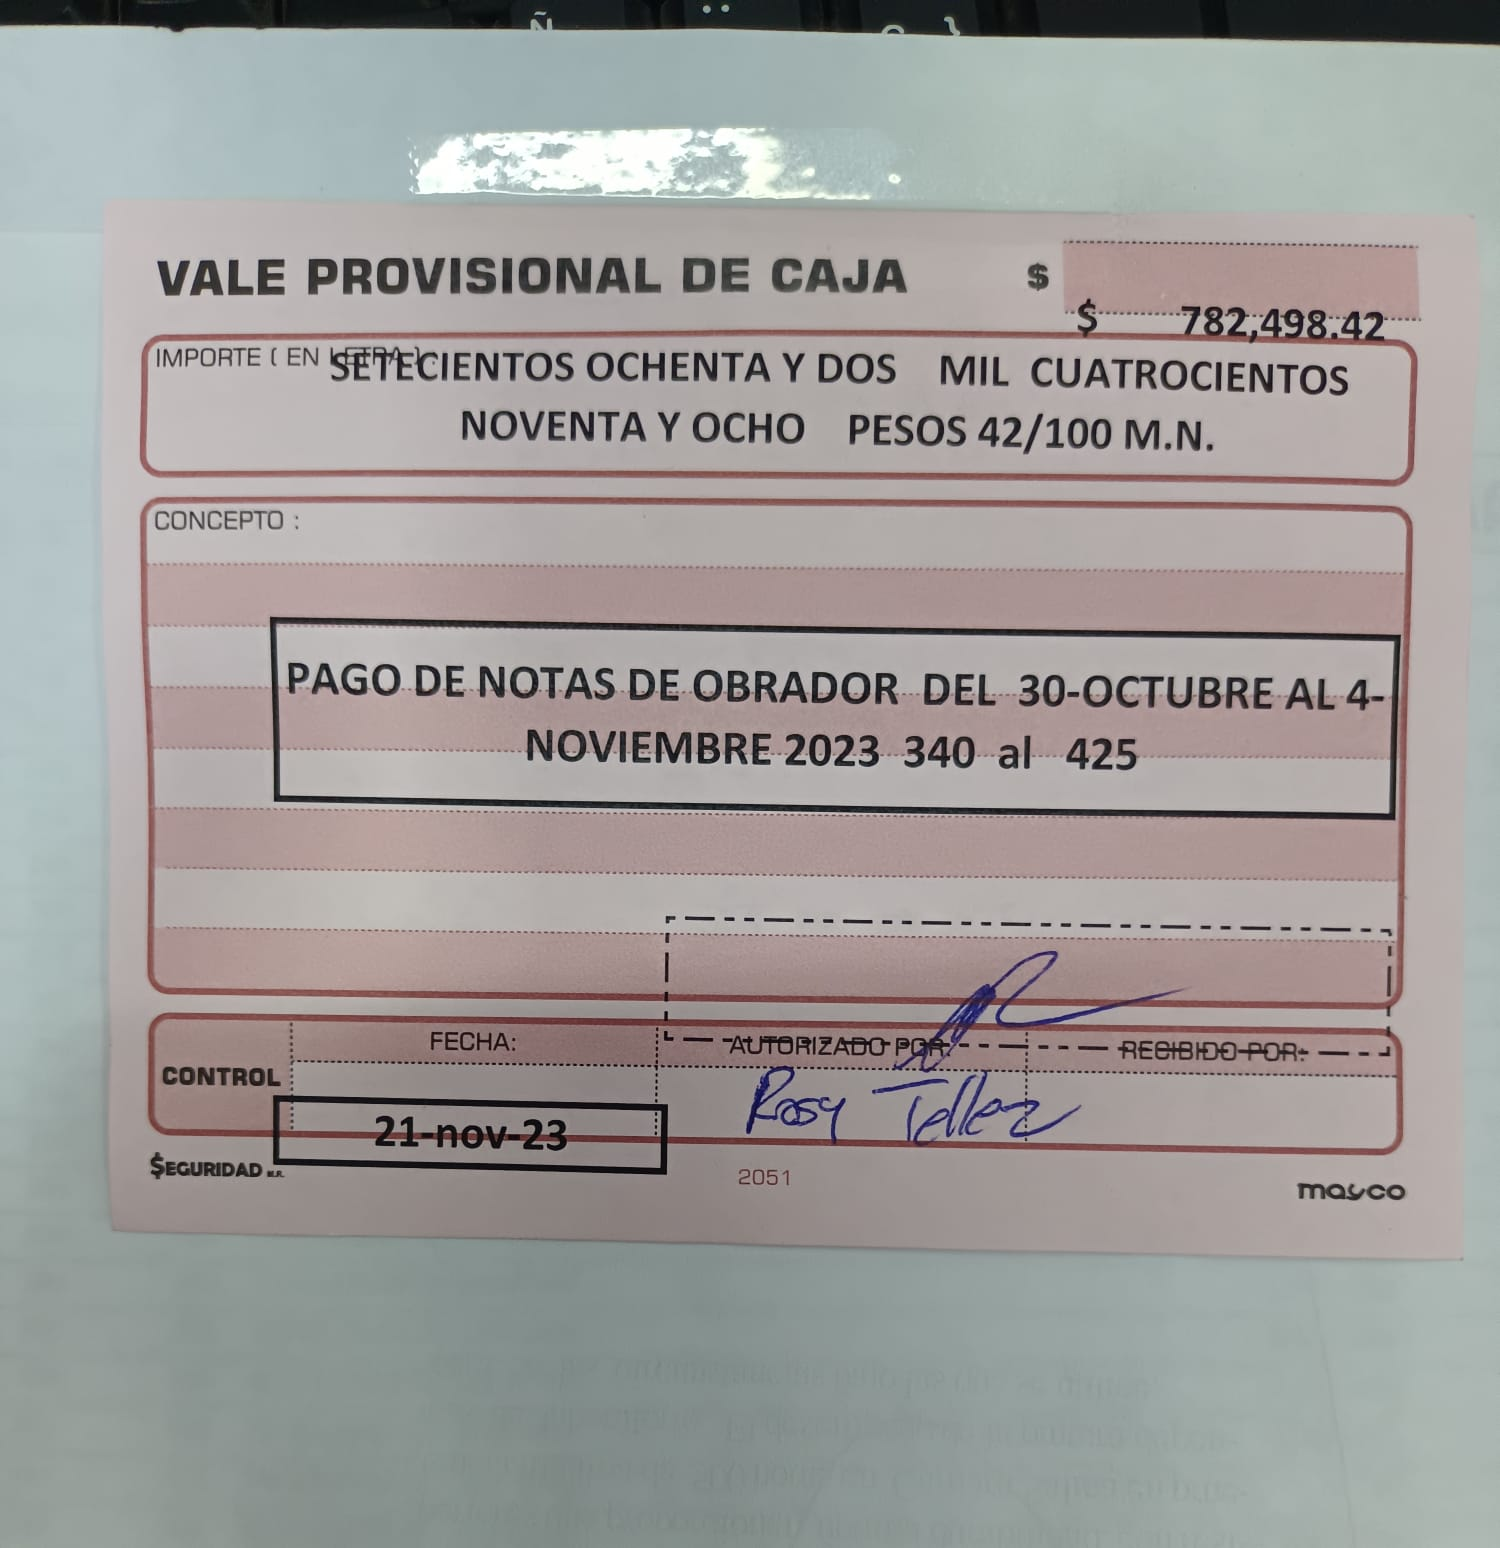 Ñ
VALE PROVISIONAL DE CAJA $
$ 782,498.42
IMPORTE ( EN LETRA ) SETECIENTOS OCHENTA Y DOS MIL CUATROCIENTOS
NOVENTA Y OCHO PESOS 42/100 M.N.
CONCEPTO :
PAGO DE NOTAS DE OBRADOR DEL 30-OCTUBRE AL 4-
NOVIEMBRE 2023 340 al 425
CONTROL
FECHA:
21-nov-23
AUTORIZADO POR:
Rosy Tellez
RECIBIDO POR:
$EGURIDAD M.R.
2051
mayco